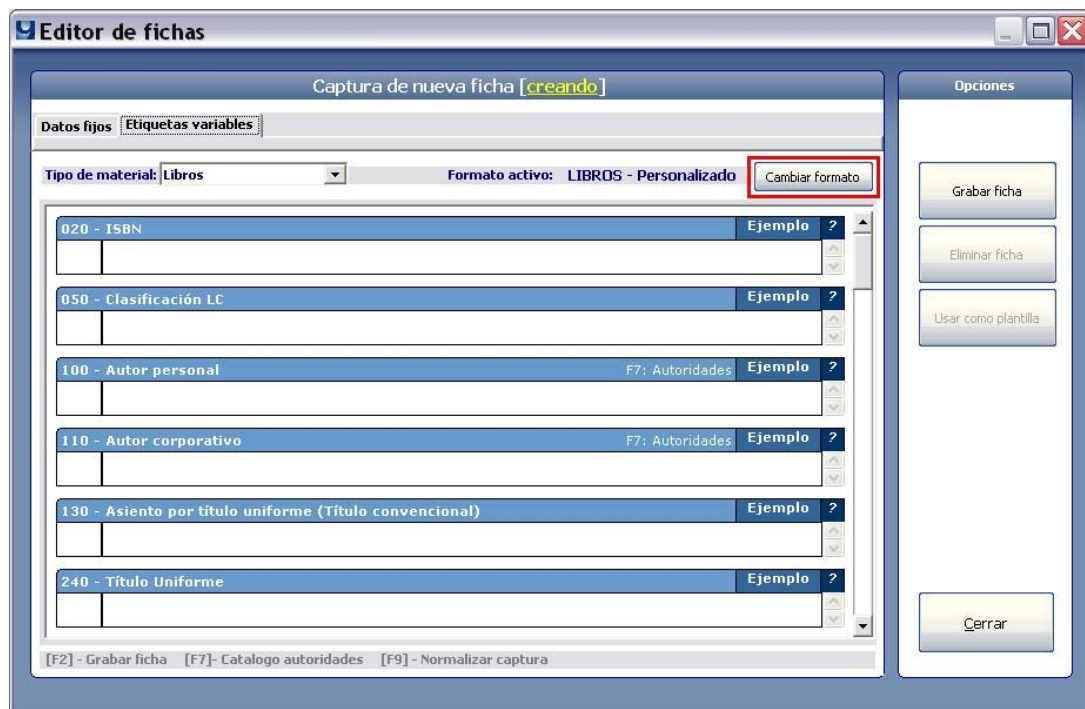 Editor de fichas
Captura de nueva ficha [creando]
Opciones
Datos fijos Etiquetas variables
Tipo de material: Libros Formato activo: LIBROS - Personalizado Cambiar formato
Grabar ficha
020 - ISBN Ejemplo ?
Eliminar ficha
050 - Clasificación LC Ejemplo ?
Usar como plantilla
100 - Autor personal F7: Autoridades Ejemplo ?
110 - Autor corporativo F7: Autoridades Ejemplo ?
130 - Asiento por título uniforme (Título convencional) Ejemplo ?
240 - Título Uniforme Ejemplo ?
Cerrar
[F2] - Grabar ficha [F7]- Catalogo autoridades [F9] - Normalizar captura